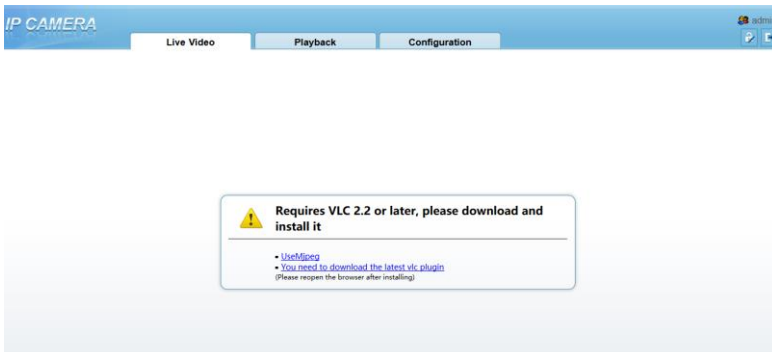 IP CAMERA
admi
Live Video
Playback
Configuration
Requires VLC 2.2 or later, please download and
install it
UseMjpeg
You need to download the latest vlc plugin
(Please reopen the browser after installing)